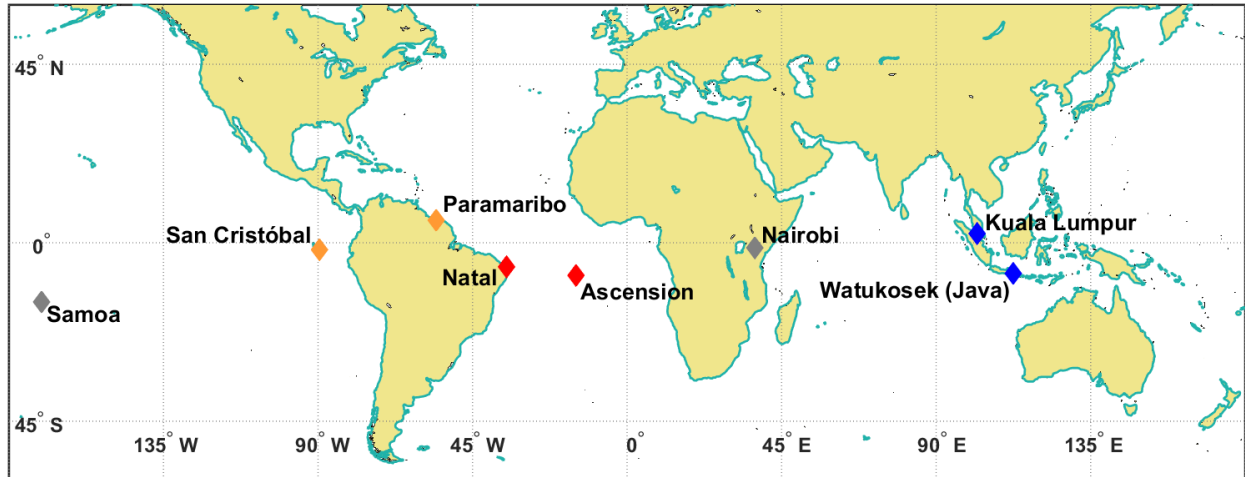 45° N
Paramaribo
San Cristóbal
Nairobi
Kuala Lumpur
0°
Natal
Ascension
Watukosek (Java)
Samoa
45° S
135° W
90° W
45° W
0°
45° E
90° E
135° E